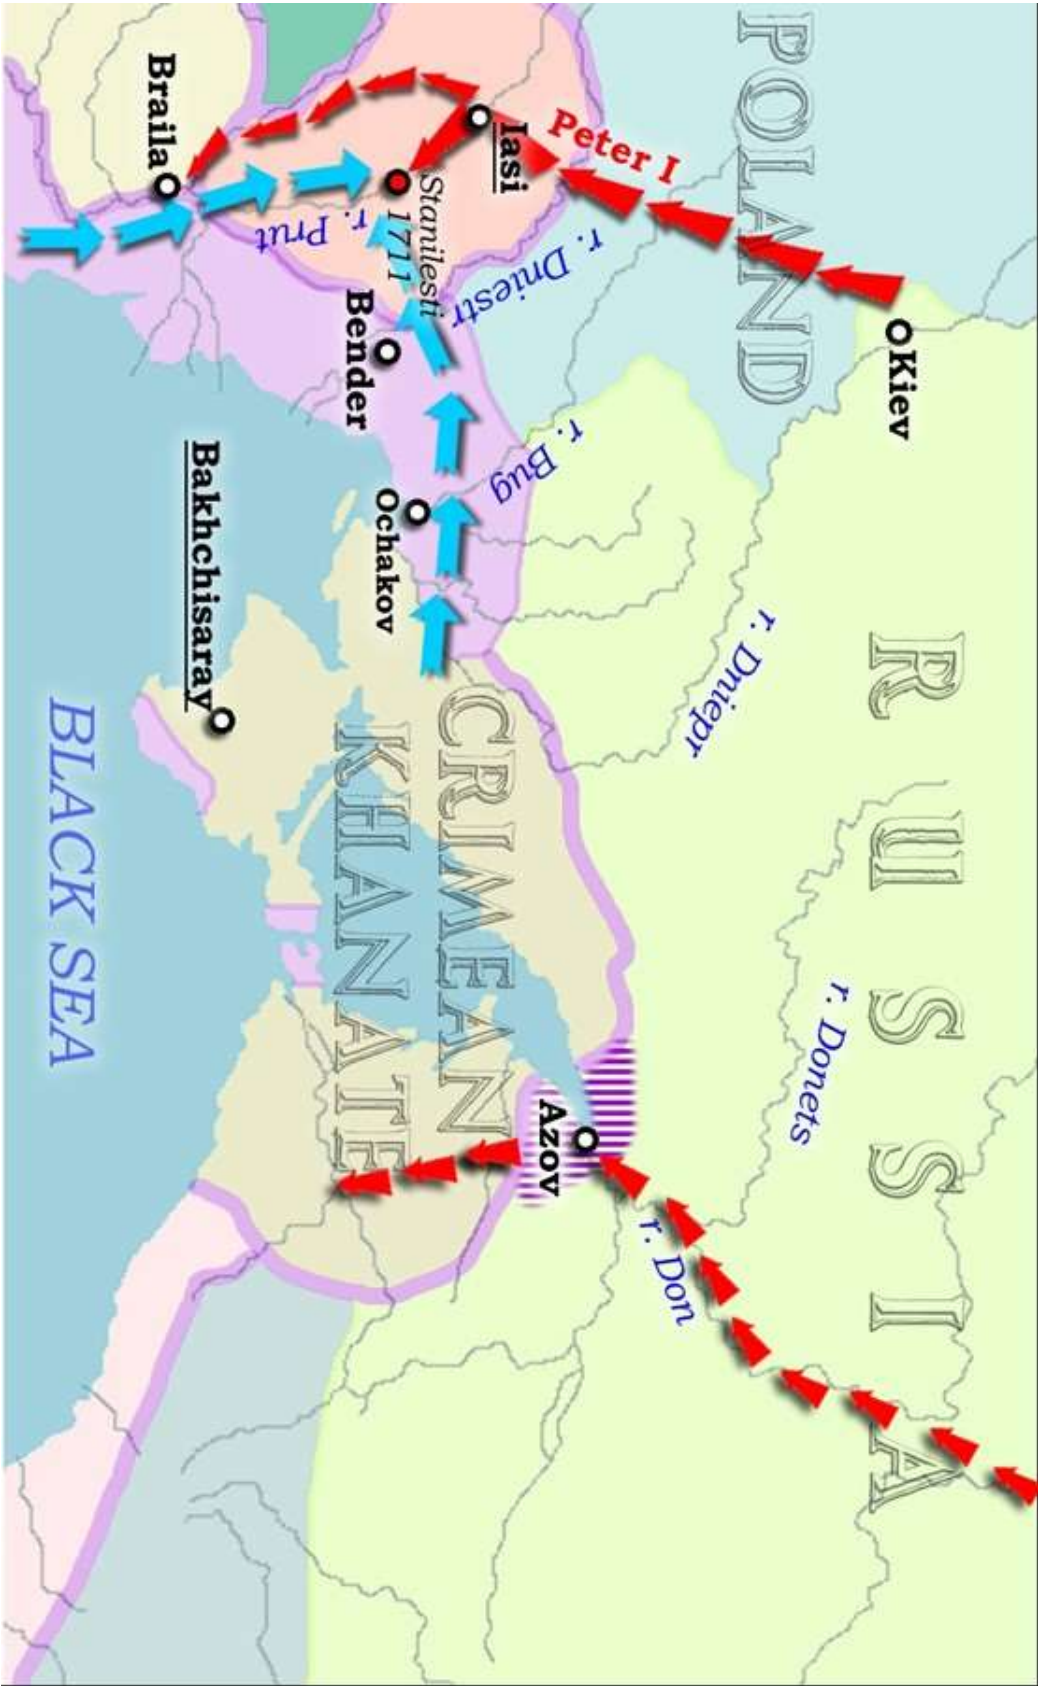 POLAND
Kiev
RUSSIA
Peter I
Iasi
r. Dniestr
r. Bug
r. Dniepr
r. Donets
r. Don
Stanilesti
1711
r. Prut
Braila
Bender
Ochakov
CRIMEAN
KHANATE
Azov
Bakhchisaray
BLACK SEA